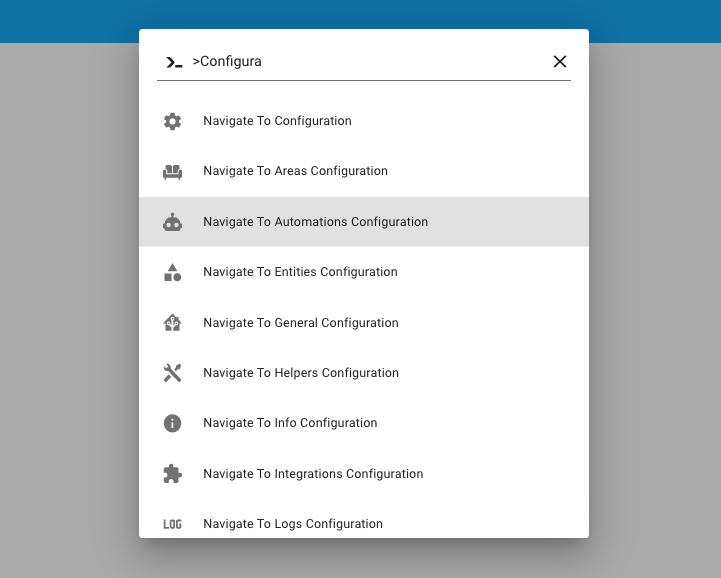 >Configura
Navigate To Configuration
Navigate To Areas Configuration
Navigate To Automations Configuration
Navigate To Entities Configuration
Navigate To General Configuration
Navigate To Helpers Configuration
Navigate To Info Configuration
Navigate To Integrations Configuration
LOG Navigate To Logs Configuration